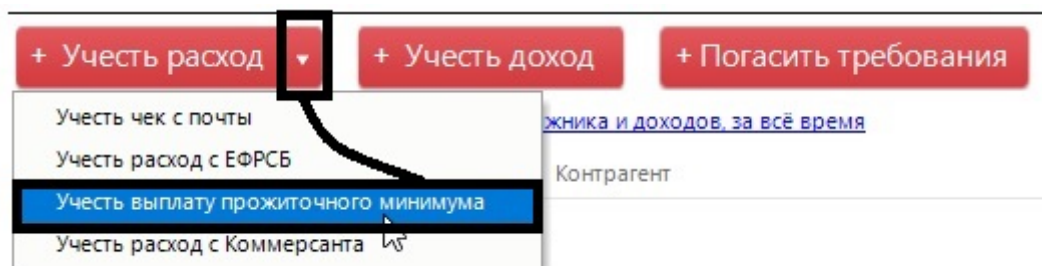 + Учесть расход + Учесть доход + Погасить требования
Учесть чек с почты
жника и доходов, за всё время
Учесть расход с ЕФРСБ
Контрагент
Учесть выплату прожиточного минимума
Учесть расход с Коммерсанта